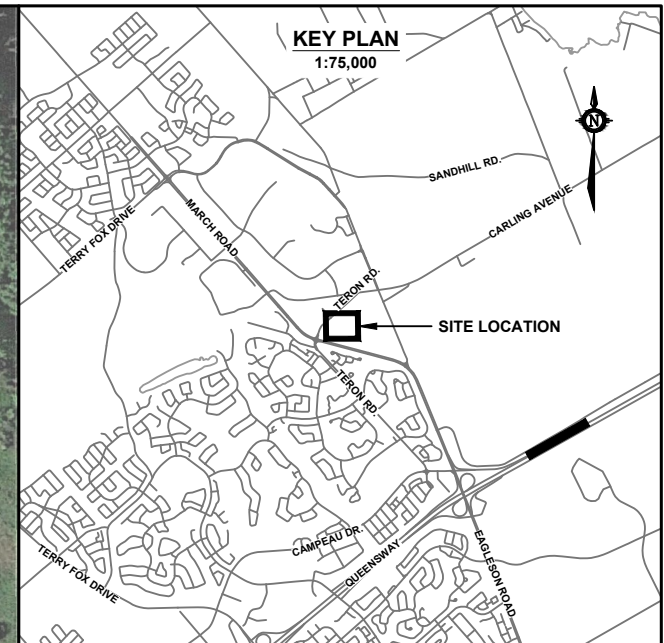 KEY PLAN
1:75,000
N
SANDHILL RD.
CARLING AVENUE
MARCH ROAD
TERRY FOX DRIVE
TERON RD.
SITE LOCATION
TERON RD.
CAMPEAU DR.
QUEENSWAY
EAGLESON ROAD
TERRY FOX DRIVE